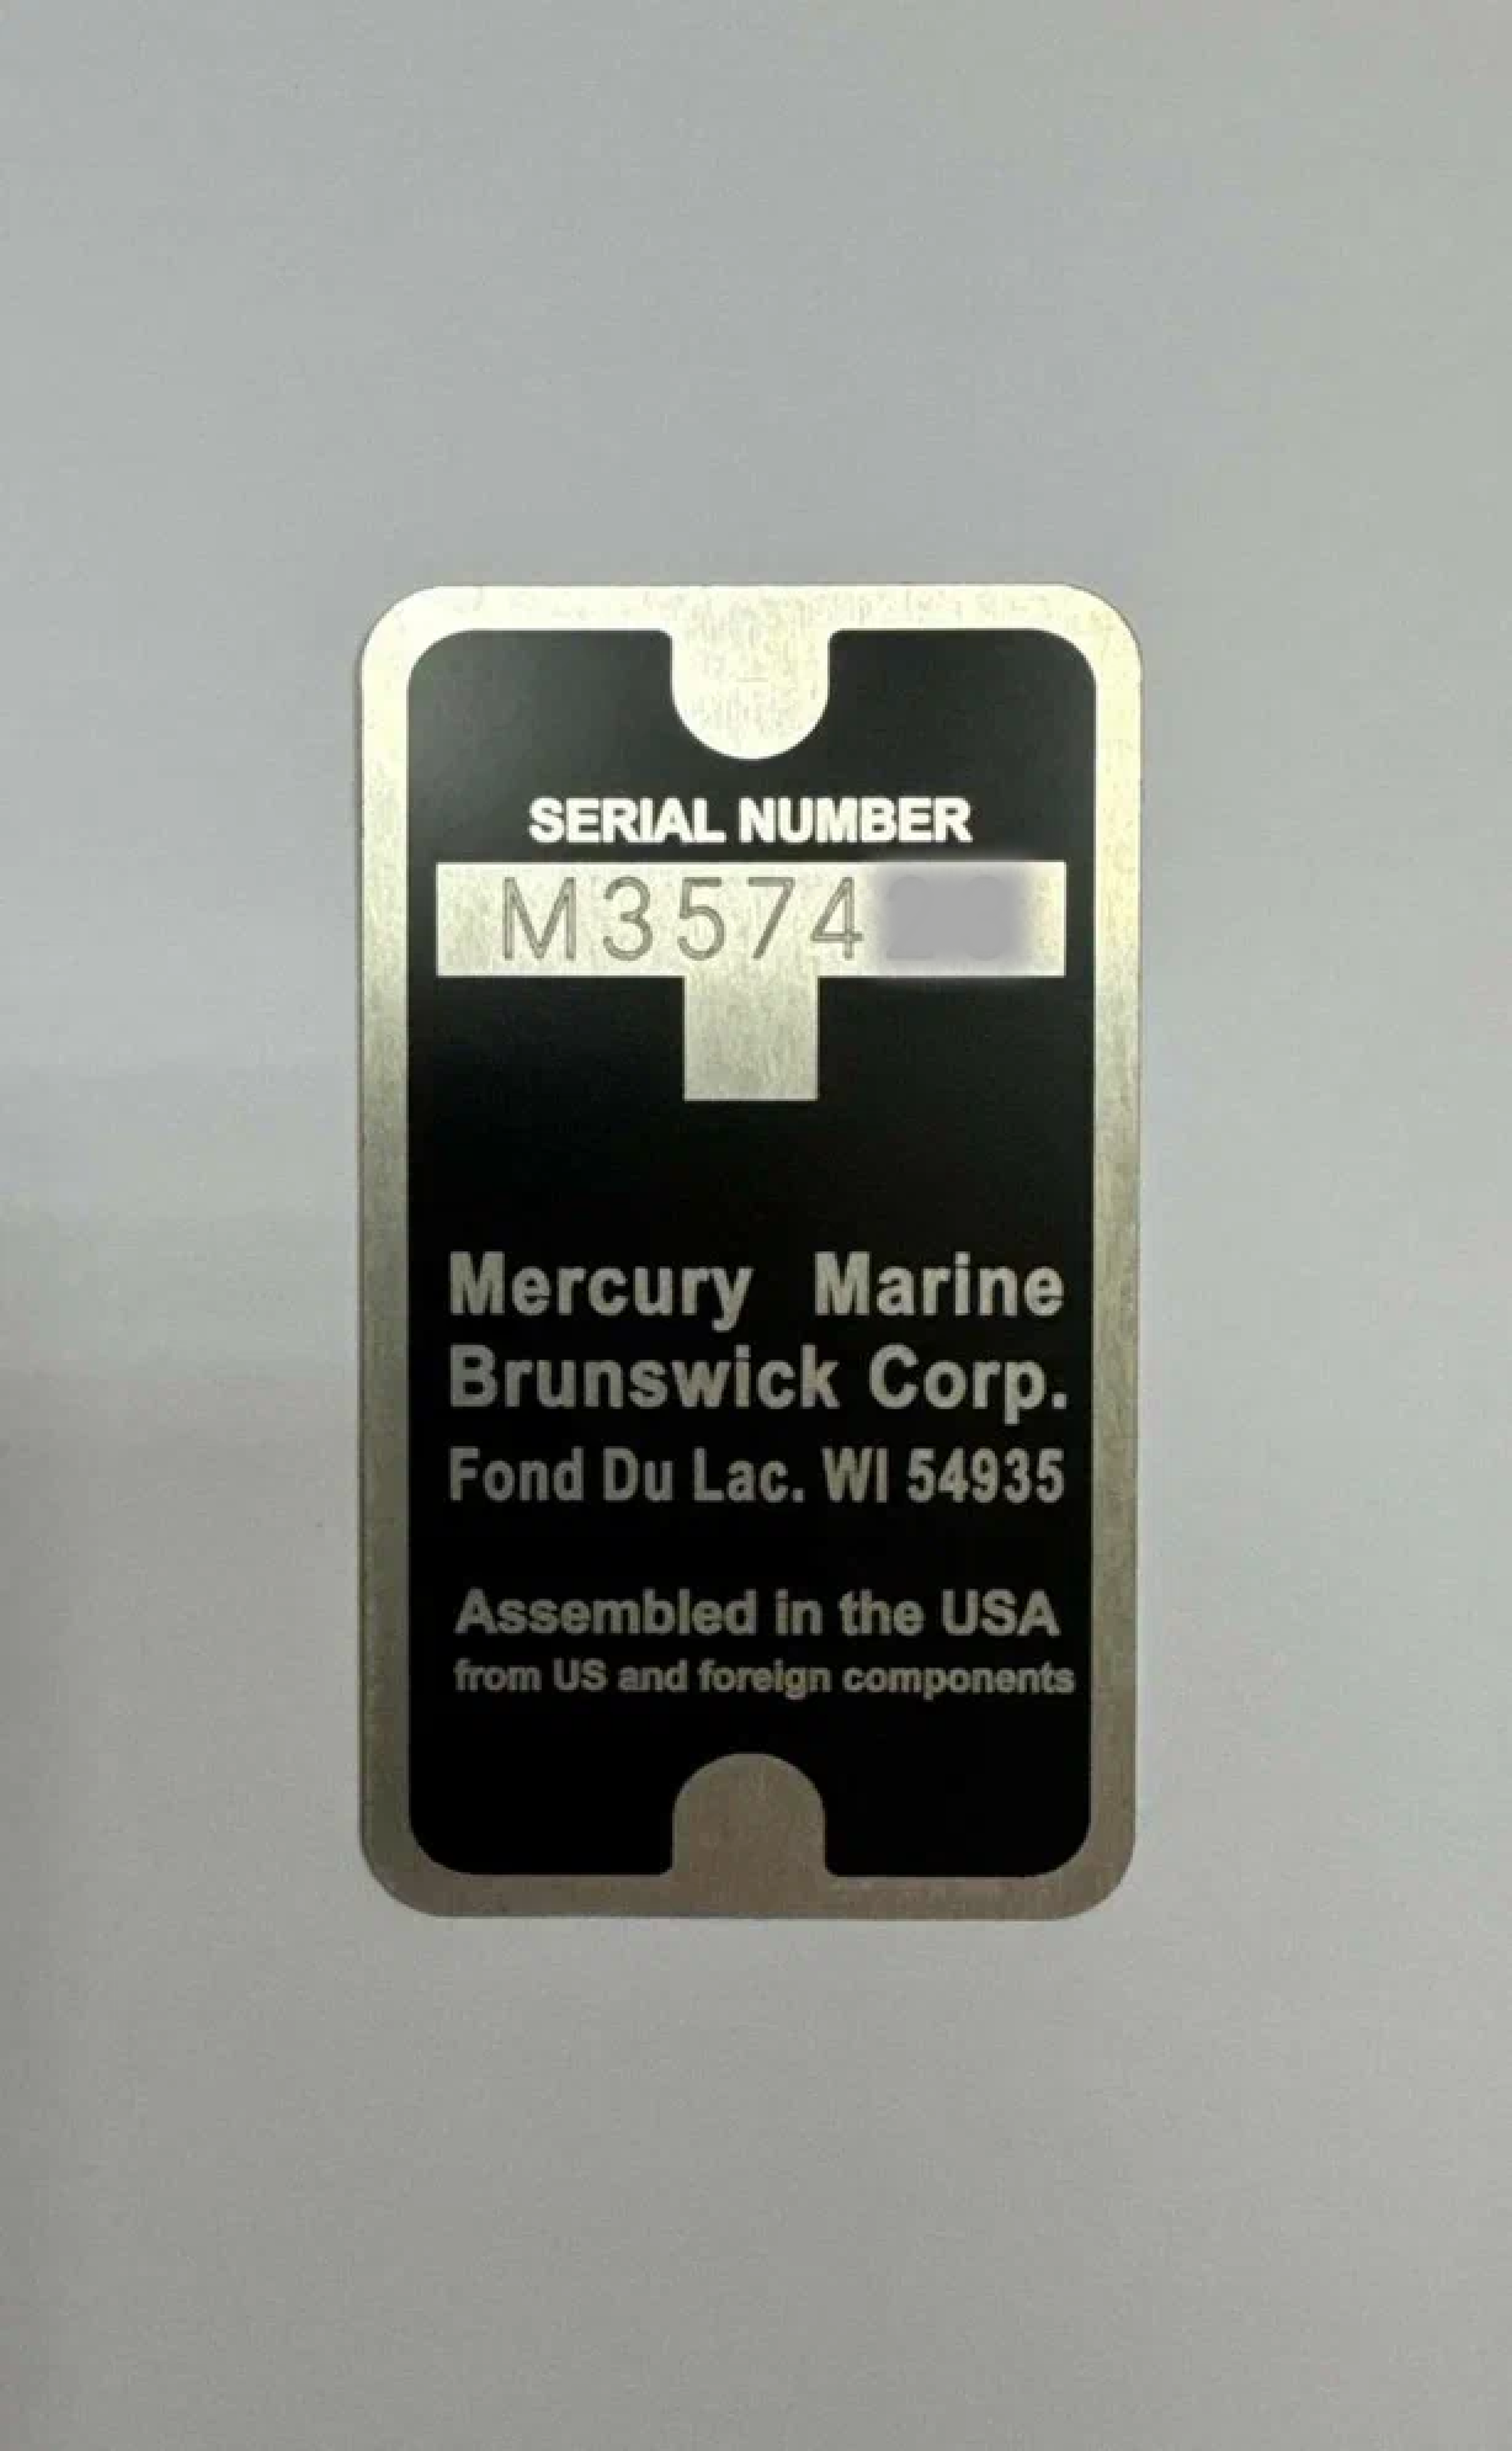 SERIAL NUMBER
M3574
Mercury Marine
Brunswick Corp.
Fond Du Lac. WI 54935
Assembled in the USA
from US and foreign components